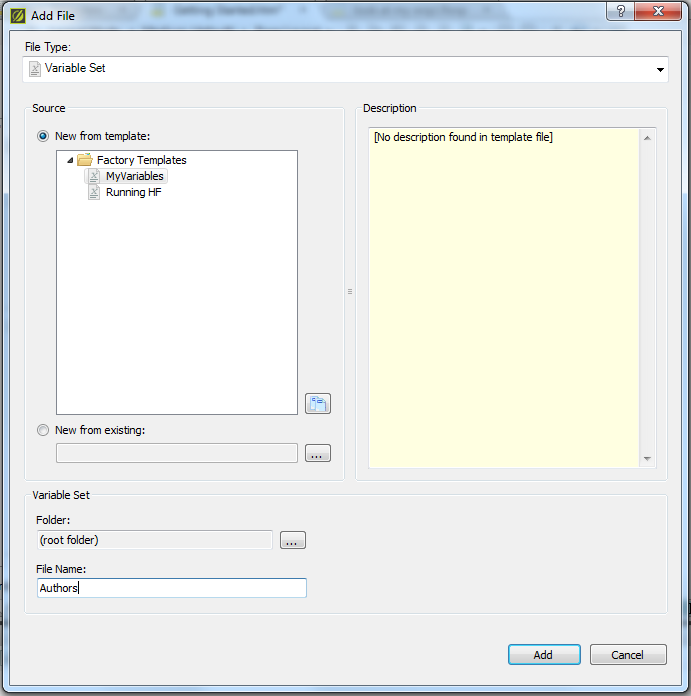 Add File
File Type:
Variable Set
Source
New from template:
Factory Templates
MyVariables
Running HF
New from existing:
...
Description
[No description found in template file]
Variable Set
Folder:
(root folder)
...
File Name:
Authors
Add
Cancel